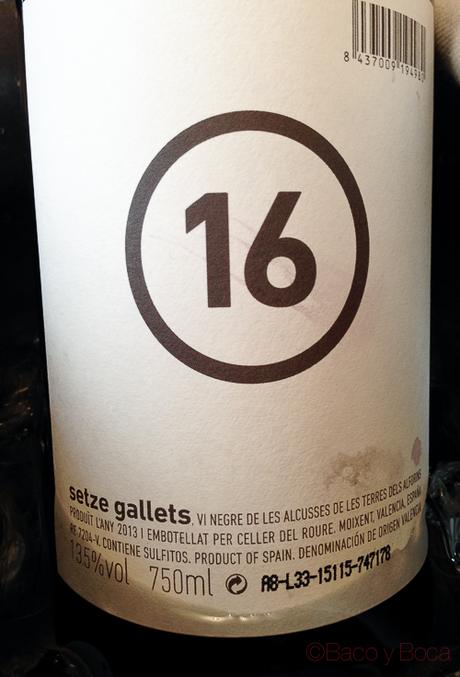 8 437009 19498
16
setze gallets. VI NEGRE DE LES ALCUSSES DE LES TERRES DELS ALFORINS
PRODUÏT L'ANY 2013 | EMBOTELLAT PER CELLER DEL ROURE. MOIXENT, VALENCIA, ESPAÑA
RE 7204-V. CONTIENE SULFITOS. PRODUCT OF SPAIN. DENOMINACIÓN DE ORIGEN VALENCIA
135%vol 750ml A8-L33-15115-747178
©Baco y Boca